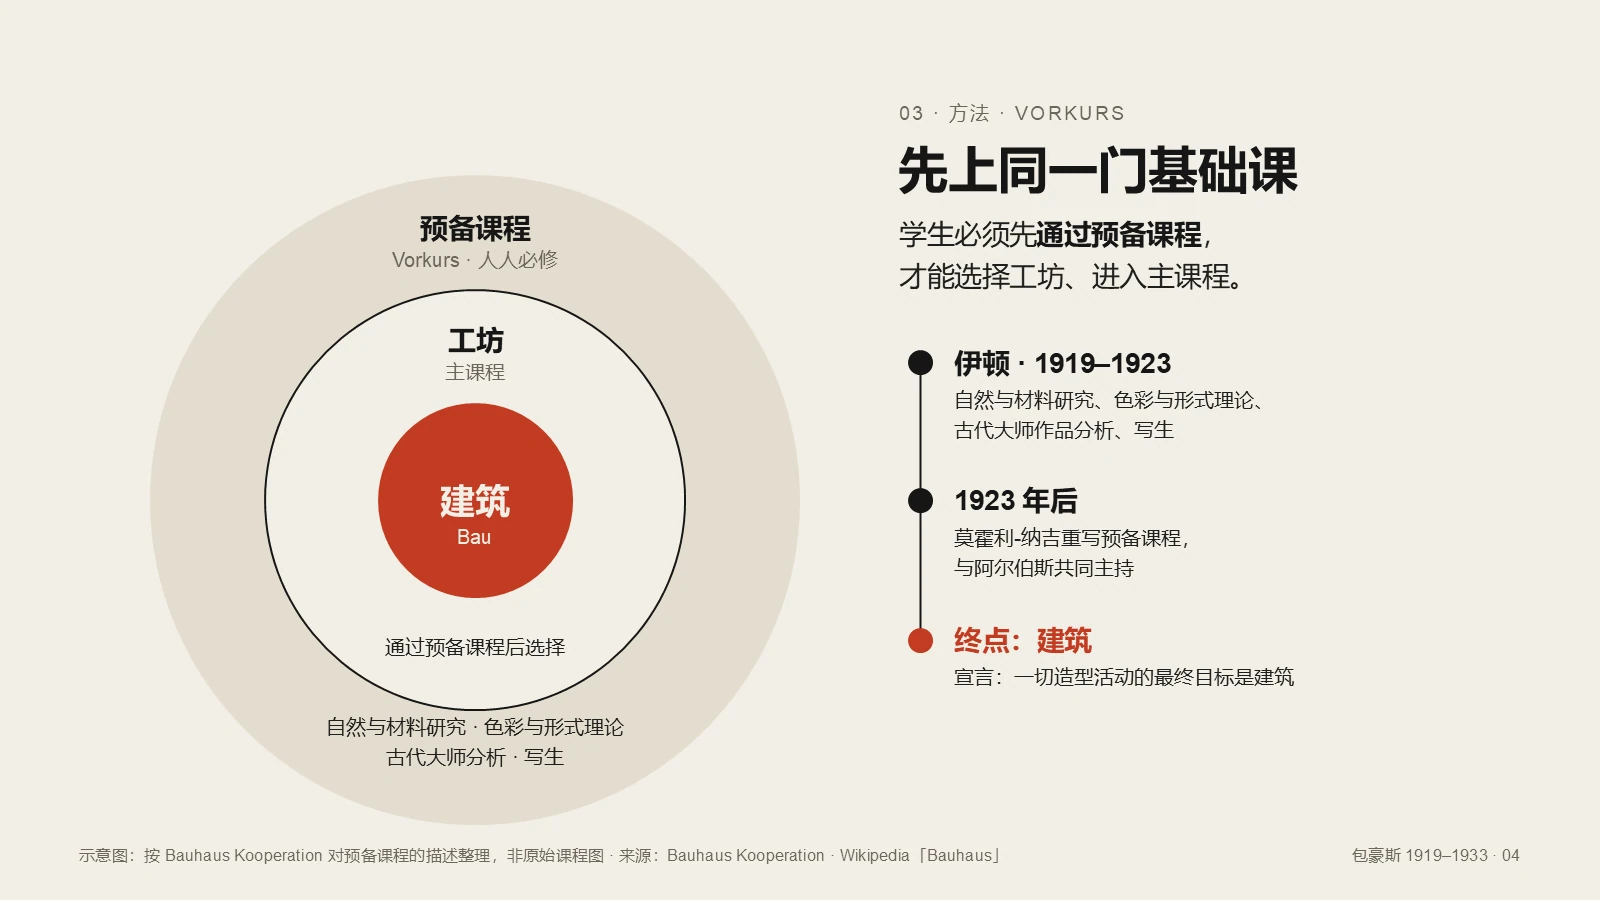 03 · 方法 · VORKURS
先上同一门基础课
学生必须先通过预备课程，
才能选择工坊、进入主课程。
预备课程
Vorkurs · 人人必修
工坊
主课程
建筑
Bau
通过预备课程后选择
自然与材料研究 · 色彩与形式理论
古代大师分析 · 写生
伊顿 · 1919–1923
自然与材料研究、色彩与形式理论、
古代大师作品分析、写生
1923 年后
莫霍利-纳吉重写预备课程，
与阿尔伯斯共同主持
终点：建筑
宣言：一切造型活动的最终目标是建筑
示意图：按 Bauhaus Kooperation 对预备课程的描述整理，非原始课程图 · 来源：Bauhaus Kooperation · Wikipedia「Bauhaus」
包豪斯 1919–1933 · 04